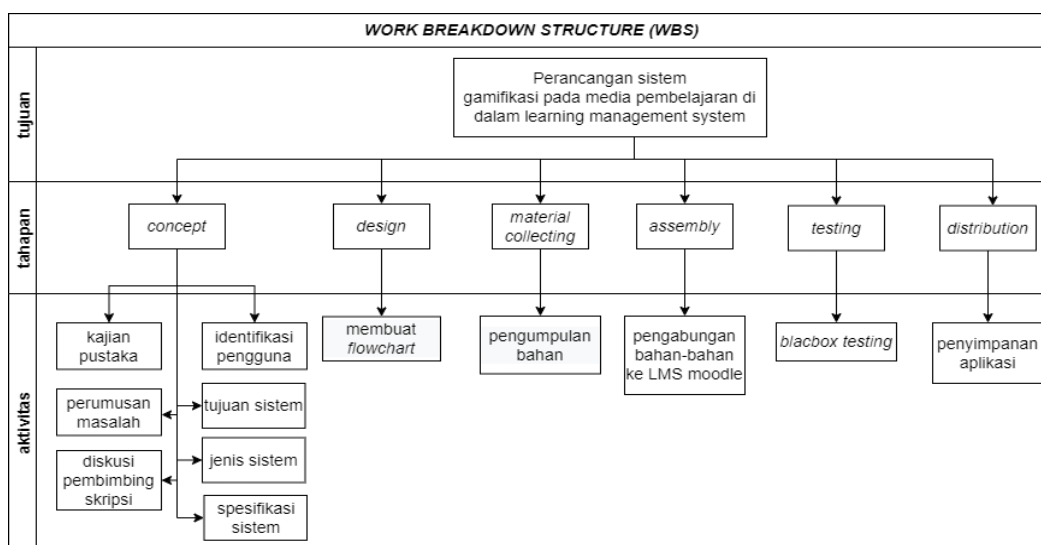 WORK BREAKDOWN STRUCTURE (WBS)
tujuan
Perancangan sistem
gamifikasi pada media pembelajaran di
dalam learning management system
tahapan
concept
design
material
collecting
assembly
testing
distribution
aktivitas
kajian
pustaka
identifikasi
pengguna
membuat
flowchart
pengumpulan
bahan
pengabungan
bahan-bahan
ke LMS moodle
blacbox testing
penyimpanan
aplikasi
perumusan
masalah
tujuan sistem
diskusi
pembimbing
skripsi
jenis sistem
spesifikasi
sistem